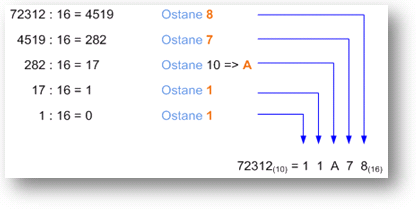 72312 : 16 = 4519 Ostane 8
4519 : 16 = 282 Ostane 7
282 : 16 = 17 Ostane 10 => A
17 : 16 = 1 Ostane 1
1 : 16 = 0 Ostane 1
72312(10) = 1 1 A 7 8(16)